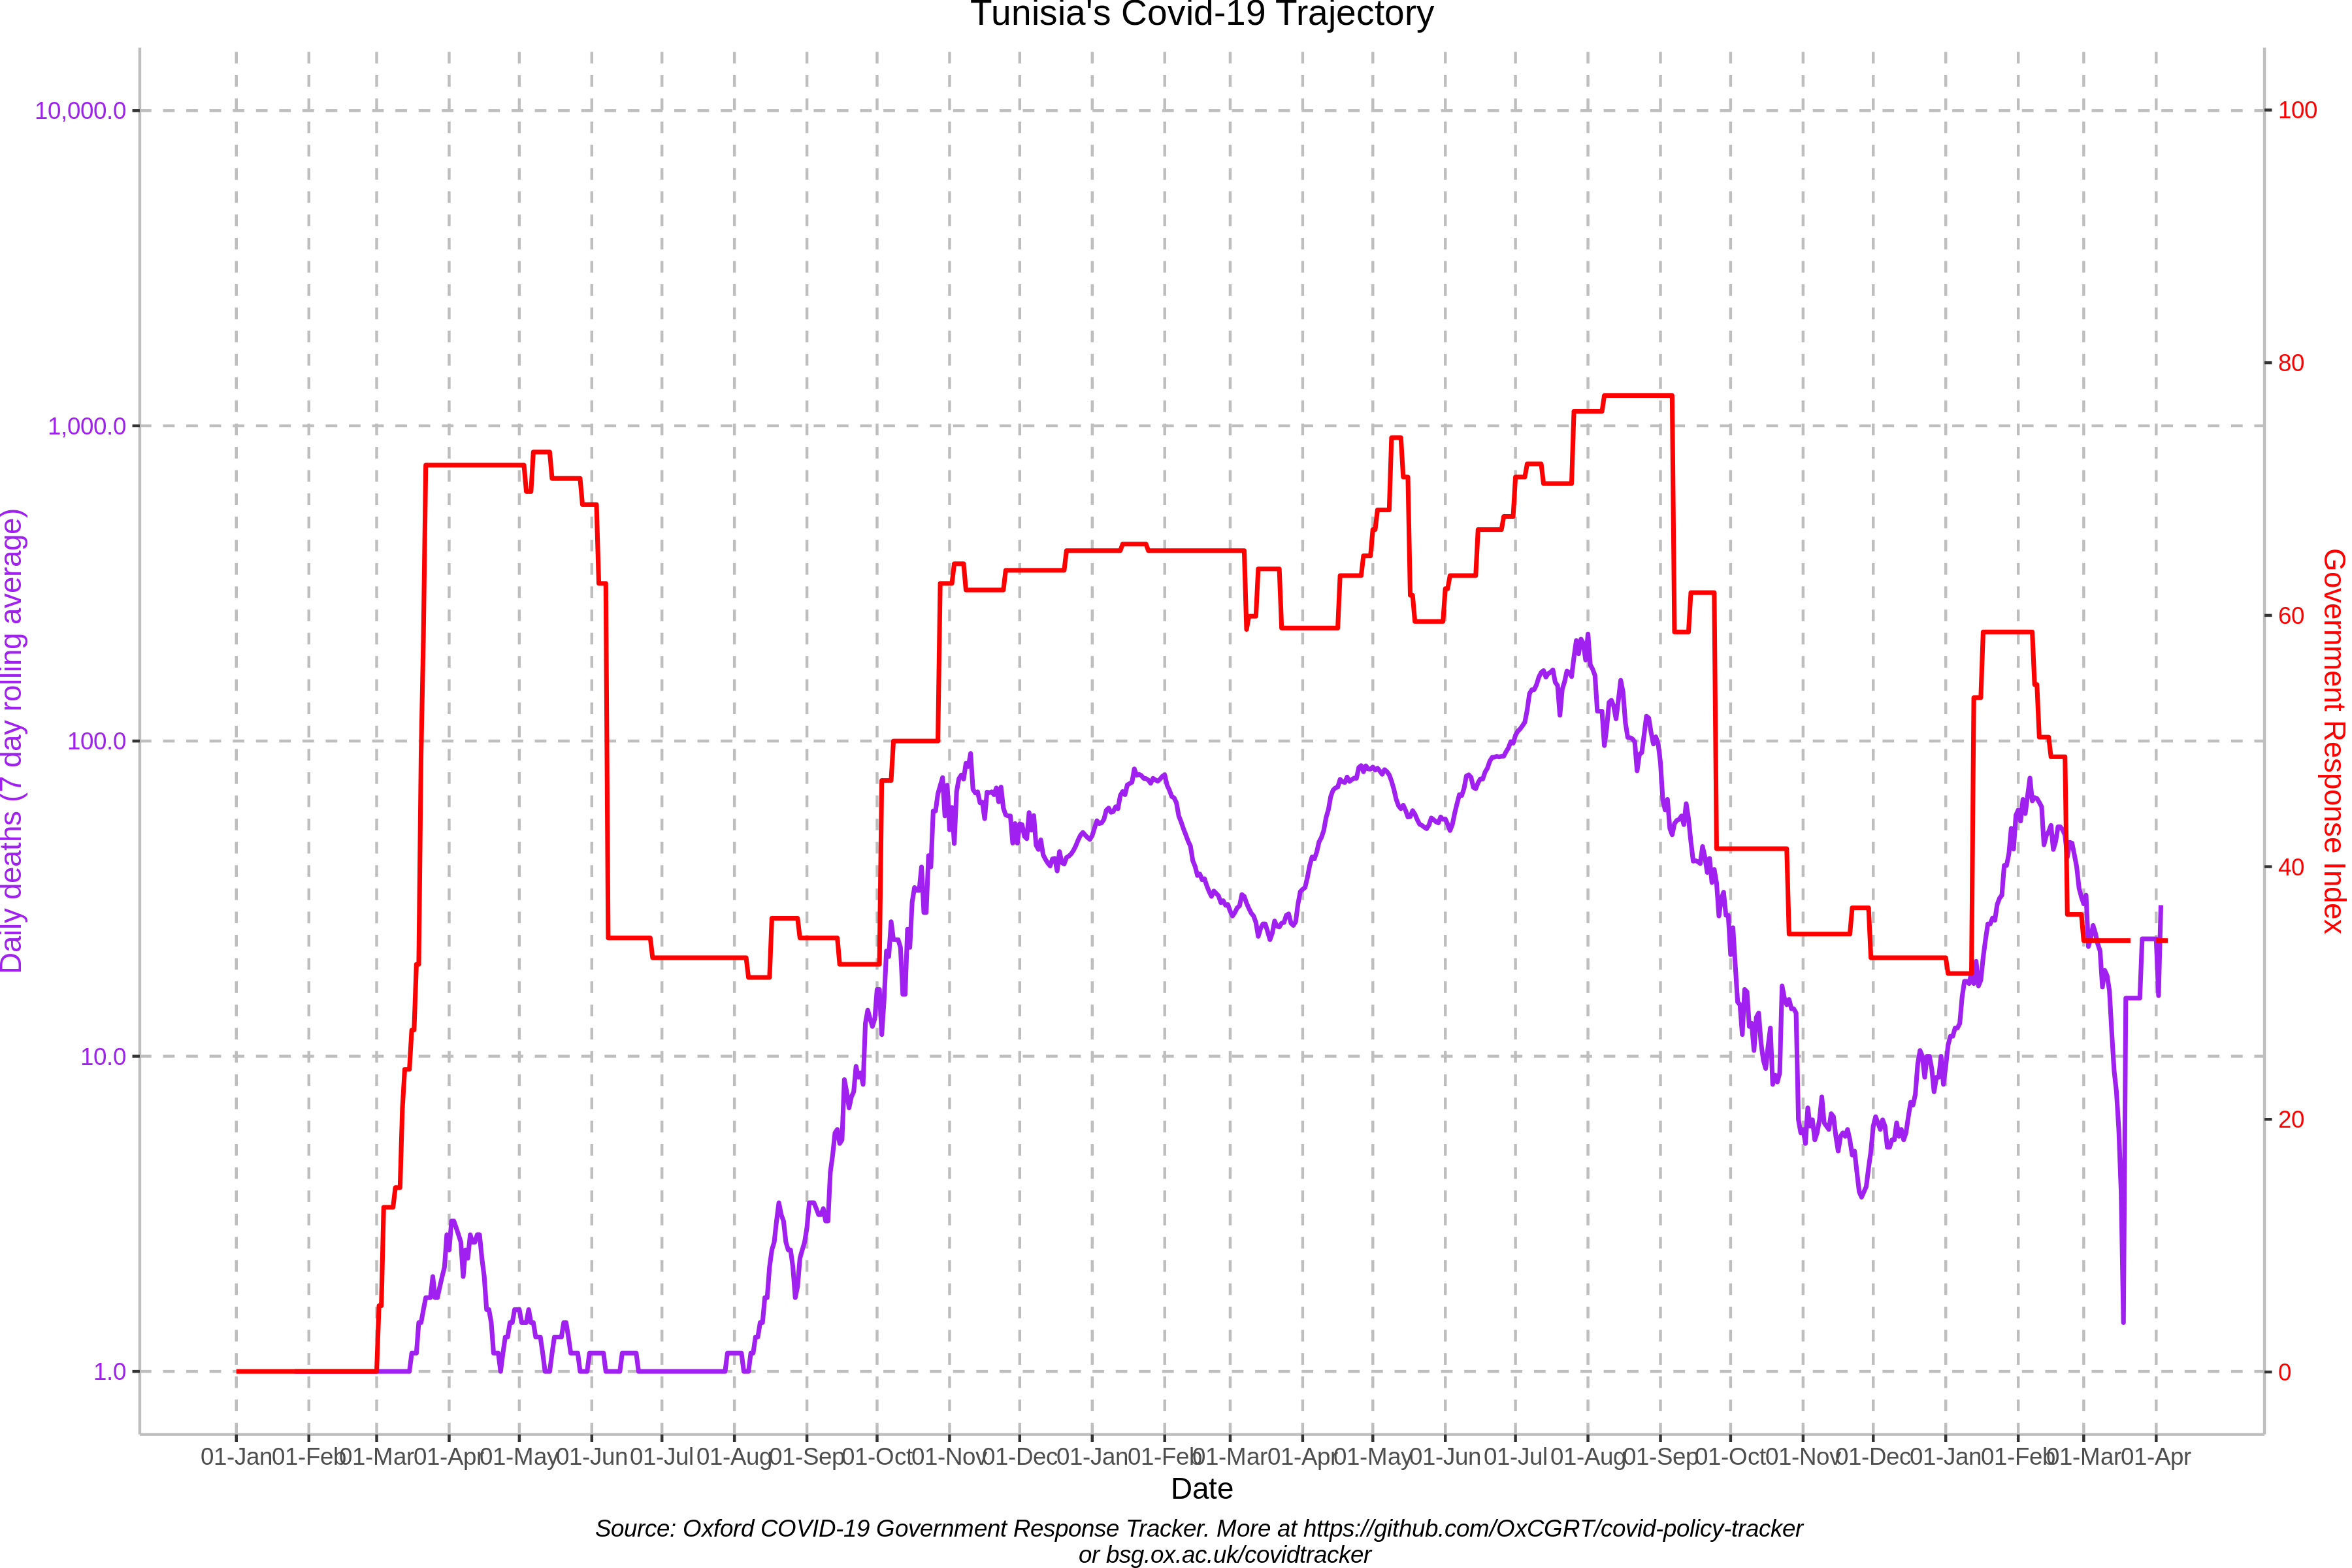 Tunisia's Covid-19 Trajectory
10,000.0
1,000.0
100.0
10.0
1.0
Daily deaths (7 day rolling average)
100
80
60
40
20
0
Government Response Index
01-Jan 01-Feb 01-Mar 01-Apr 01-May 01-Jun 01-Jul 01-Aug 01-Sep 01-Oct 01-Nov 01-Dec 01-Jan 01-Feb 01-Mar 01-Apr 01-May 01-Jun 01-Jul 01-Aug 01-Sep 01-Oct 01-Nov 01-Dec 01-Jan 01-Feb 01-Mar 01-Apr
Date
Source: Oxford COVID-19 Government Response Tracker. More at https://github.com/OxCGRT/covid-policy-tracker
or bsg.ox.ac.uk/covidtracker